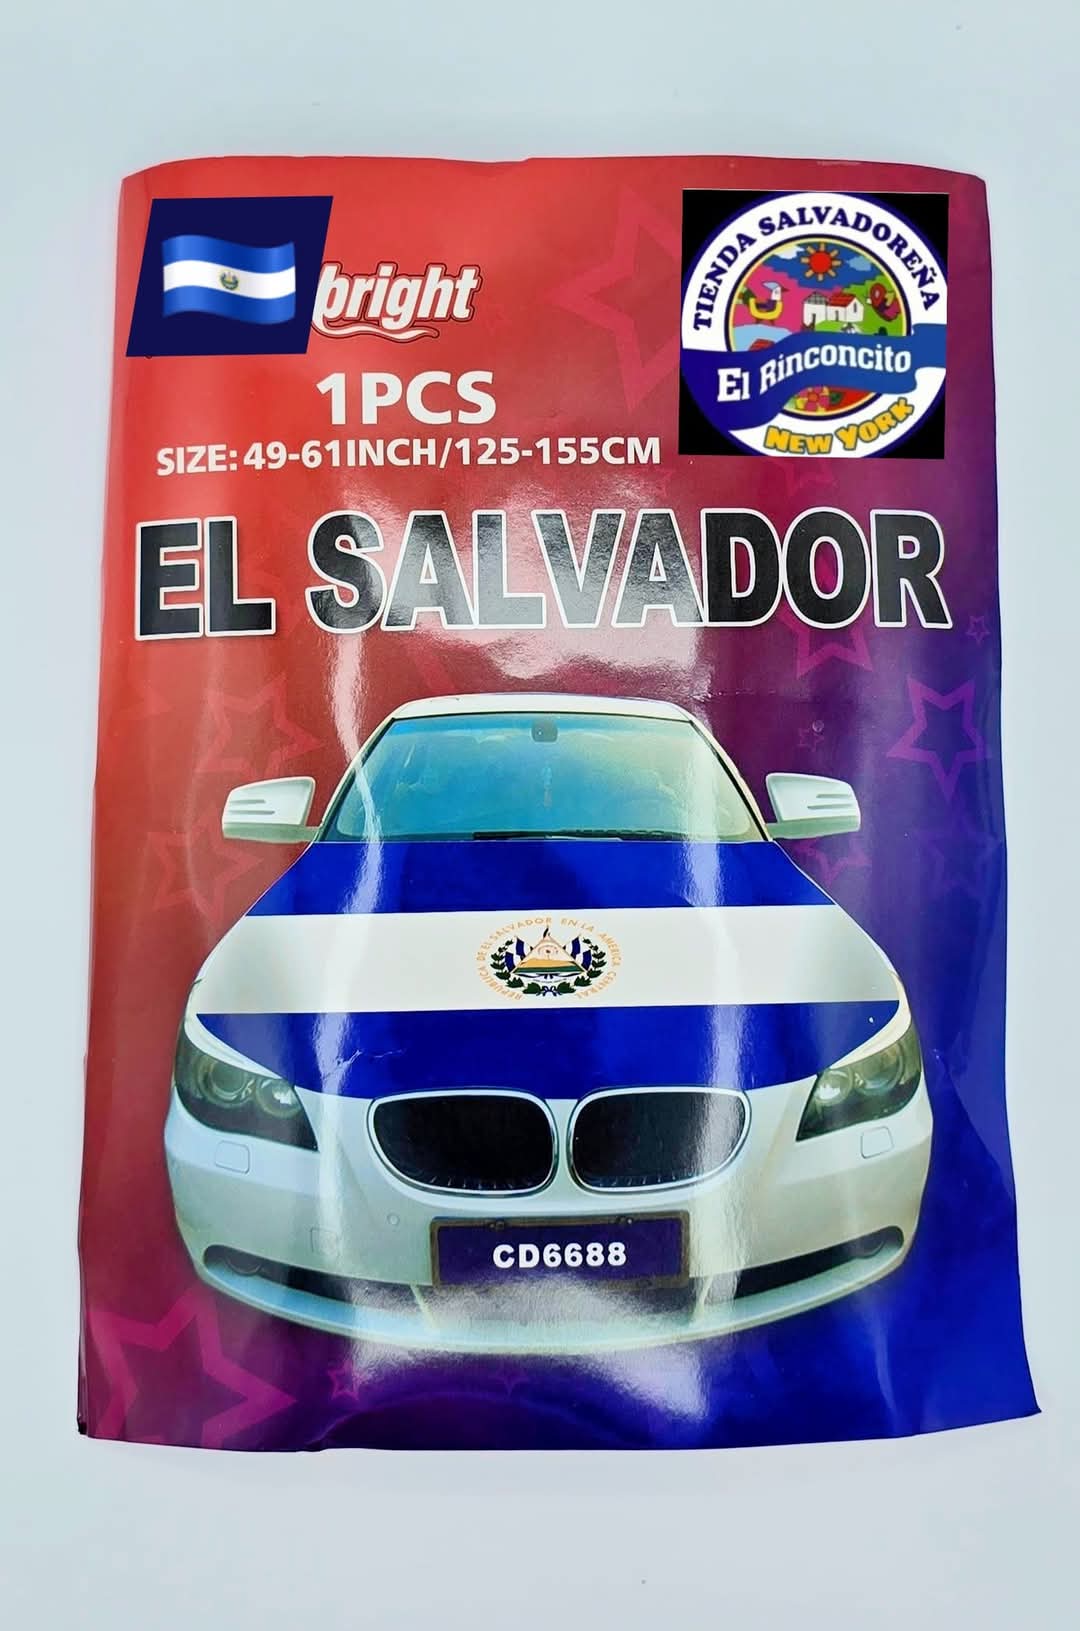 bright
TIENDA SALVADOREÑA
El Rinconcito
NEW YORK
1PCS
SIZE: 49-61INCH/125-155CM
EL SALVADOR
REPUBLICA DE EL SALVADOR EN LA AMERICA CENTRAL
CD6688